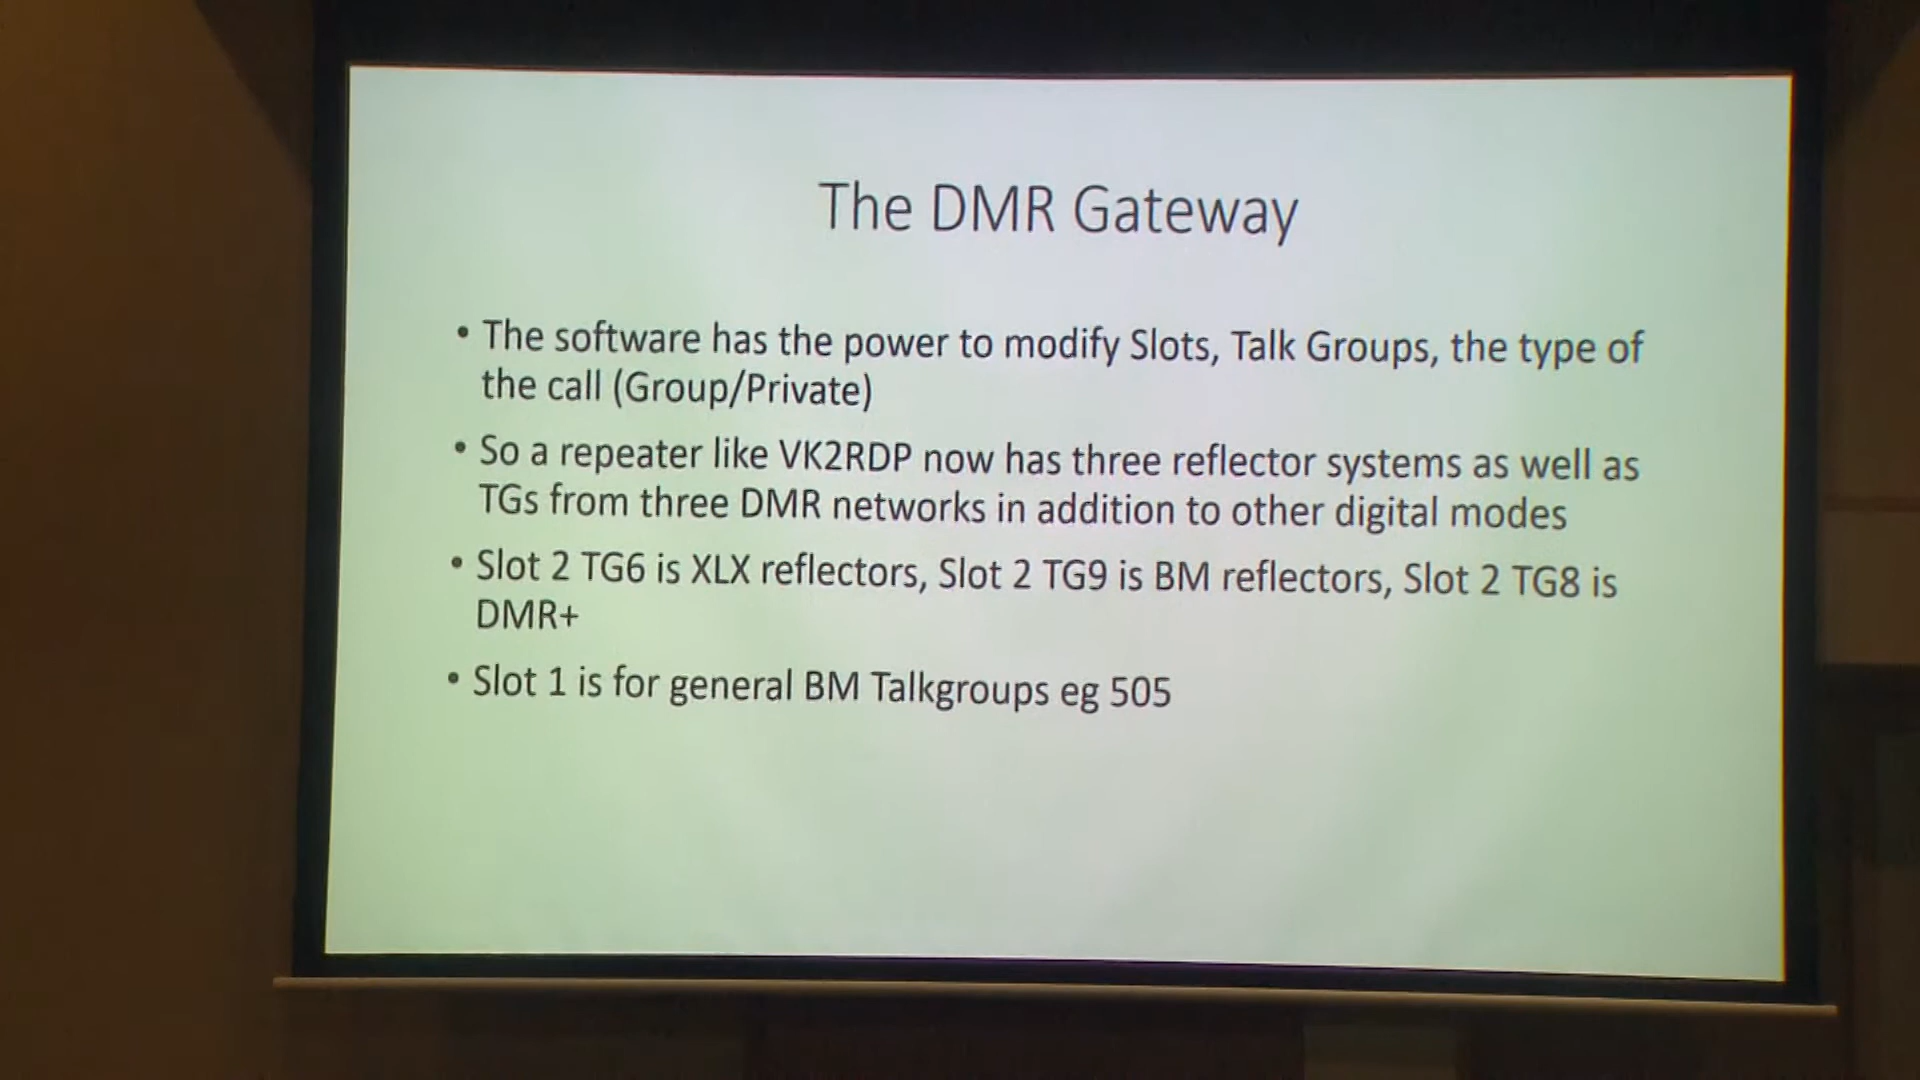 The DMR Gateway
• The software has the power to modify Slots, Talk Groups, the type of
the call (Group/Private)
• So a repeater like VK2RDP now has three reflector systems as well as
TGs from three DMR networks in addition to other digital modes
• Slot 2 TG6 is XLX reflectors, Slot 2 TG9 is BM reflectors, Slot 2 TG8 is
DMR+
• Slot 1 is for general BM Talkgroups eg 505